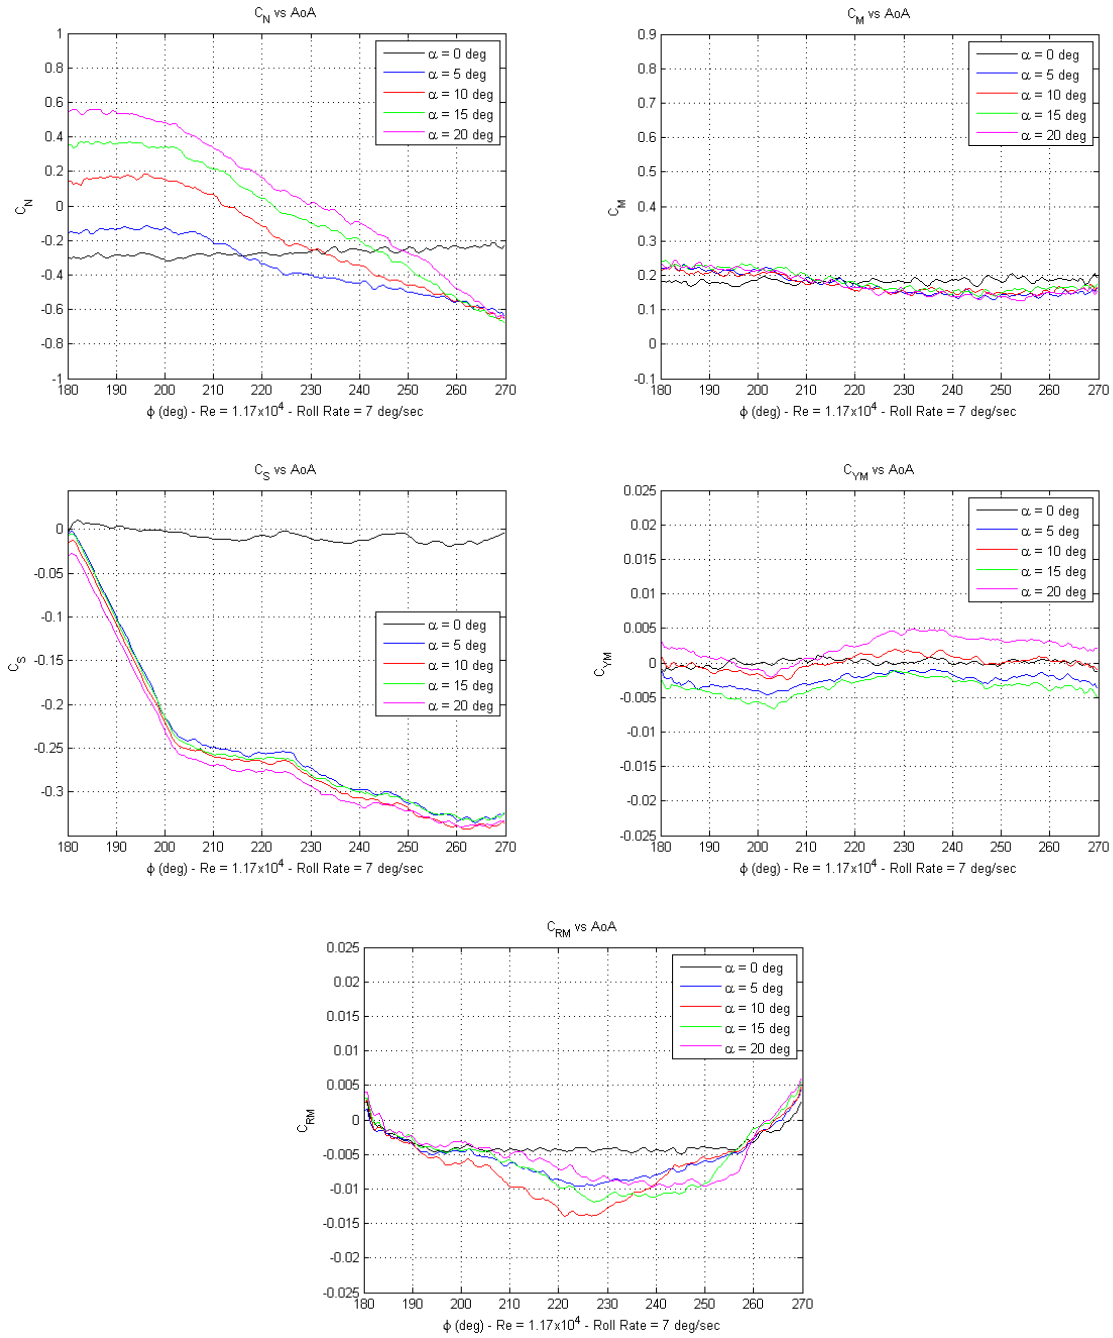 C_N vs AoA
1
0.8
0.6
0.4
0.2
0
-0.2
-0.4
-0.6
-0.8
-1
C_N
α = 0 deg
α = 5 deg
α = 10 deg
α = 15 deg
α = 20 deg
180 190 200 210 220 230 240 250 260 270
ϕ (deg) - Re = 1.17x10^4 - Roll Rate = 7 deg/sec
C_M vs AoA
0.9
0.8
0.7
0.6
0.5
0.4
0.3
0.2
0.1
0
-0.1
C_M
α = 0 deg
α = 5 deg
α = 10 deg
α = 15 deg
α = 20 deg
180 190 200 210 220 230 240 250 260 270
ϕ (deg) - Re = 1.17x10^4 - Roll Rate = 7 deg/sec
C_S vs AoA
0
-0.05
-0.1
-0.15
-0.2
-0.25
-0.3
C_S
α = 0 deg
α = 5 deg
α = 10 deg
α = 15 deg
α = 20 deg
180 190 200 210 220 230 240 250 260 270
ϕ (deg) - Re = 1.17x10^4 - Roll Rate = 7 deg/sec
C_YM vs AoA
0.025
0.02
0.015
0.01
0.005
0
-0.005
-0.01
-0.015
-0.02
-0.025
C_YM
α = 0 deg
α = 5 deg
α = 10 deg
α = 15 deg
α = 20 deg
180 190 200 210 220 230 240 250 260 270
ϕ (deg) - Re = 1.17x10^4 - Roll Rate = 7 deg/sec
C_RM vs AoA
0.025
0.02
0.015
0.01
0.005
0
-0.005
-0.01
-0.015
-0.02
-0.025
C_RM
α = 0 deg
α = 5 deg
α = 10 deg
α = 15 deg
α = 20 deg
180 190 200 210 220 230 240 250 260 270
ϕ (deg) - Re = 1.17x10^4 - Roll Rate = 7 deg/sec